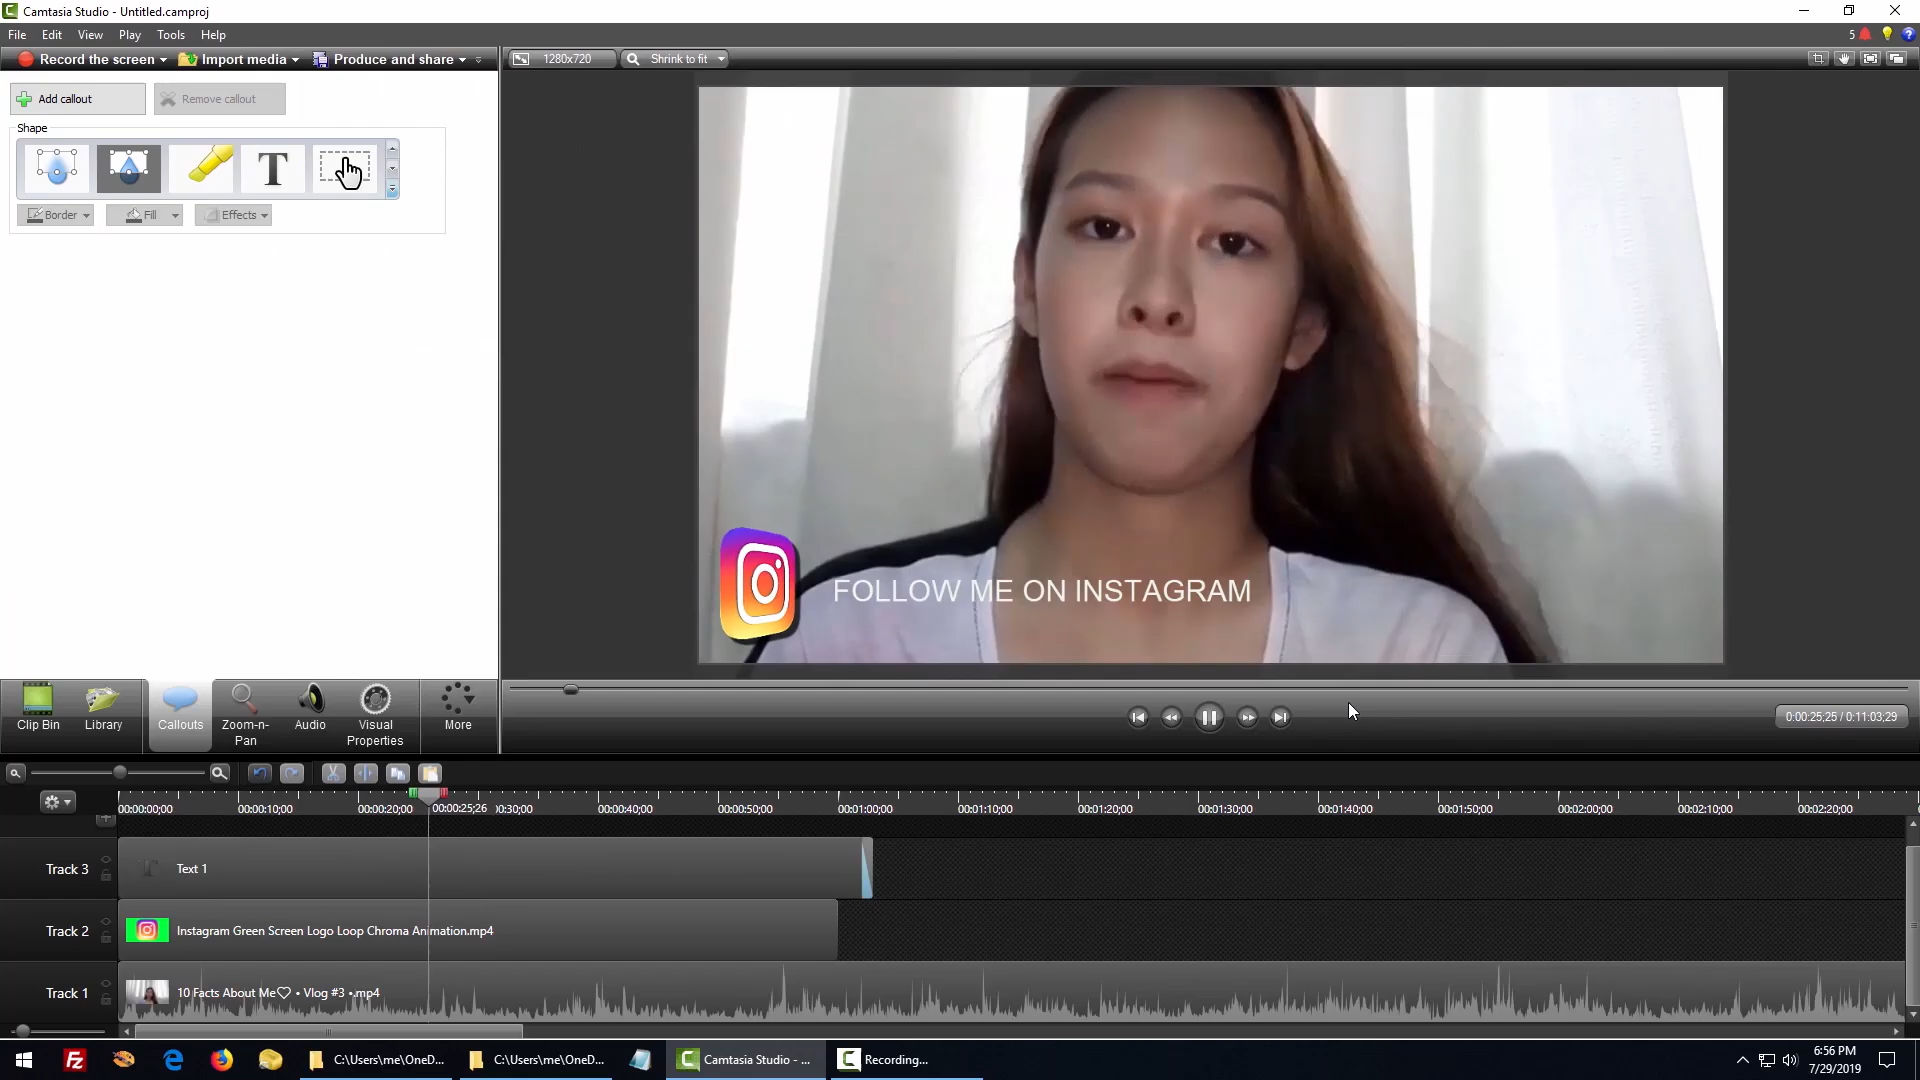 Camtasia Studio - Untitled.camproj
File Edit View Play Tools Help
5
Record the screen Import media Produce and share
1280x720 Shrink to fit
Add callout Remove callout
Shape
T
Border Fill Effects
FOLLOW ME ON INSTAGRAM
Clip Bin Library Callouts Zoom-n-Pan Audio Visual Properties More
0:00:25;25 / 0:11:03;29
00:00:00;00 00:00:10;00 00:00:20;00 00:00:25;26 00:30;00 00:00:40;00 00:00:50;00 00:01:00;00 00:01:10;00 00:01:20;00 00:01:30;00 00:01:40;00 00:01:50;00 00:02:00;00 00:02:10;00 00:02:20;00
Track 3 Text 1
Track 2 Instagram Green Screen Logo Loop Chroma Animation.mp4
Track 1 10 Facts About Me♡ • Vlog #3 •.mp4
C:\Users\me\OneD... C:\Users\me\OneD... Camtasia Studio - ... Recording...
6:56 PM
7/29/2019